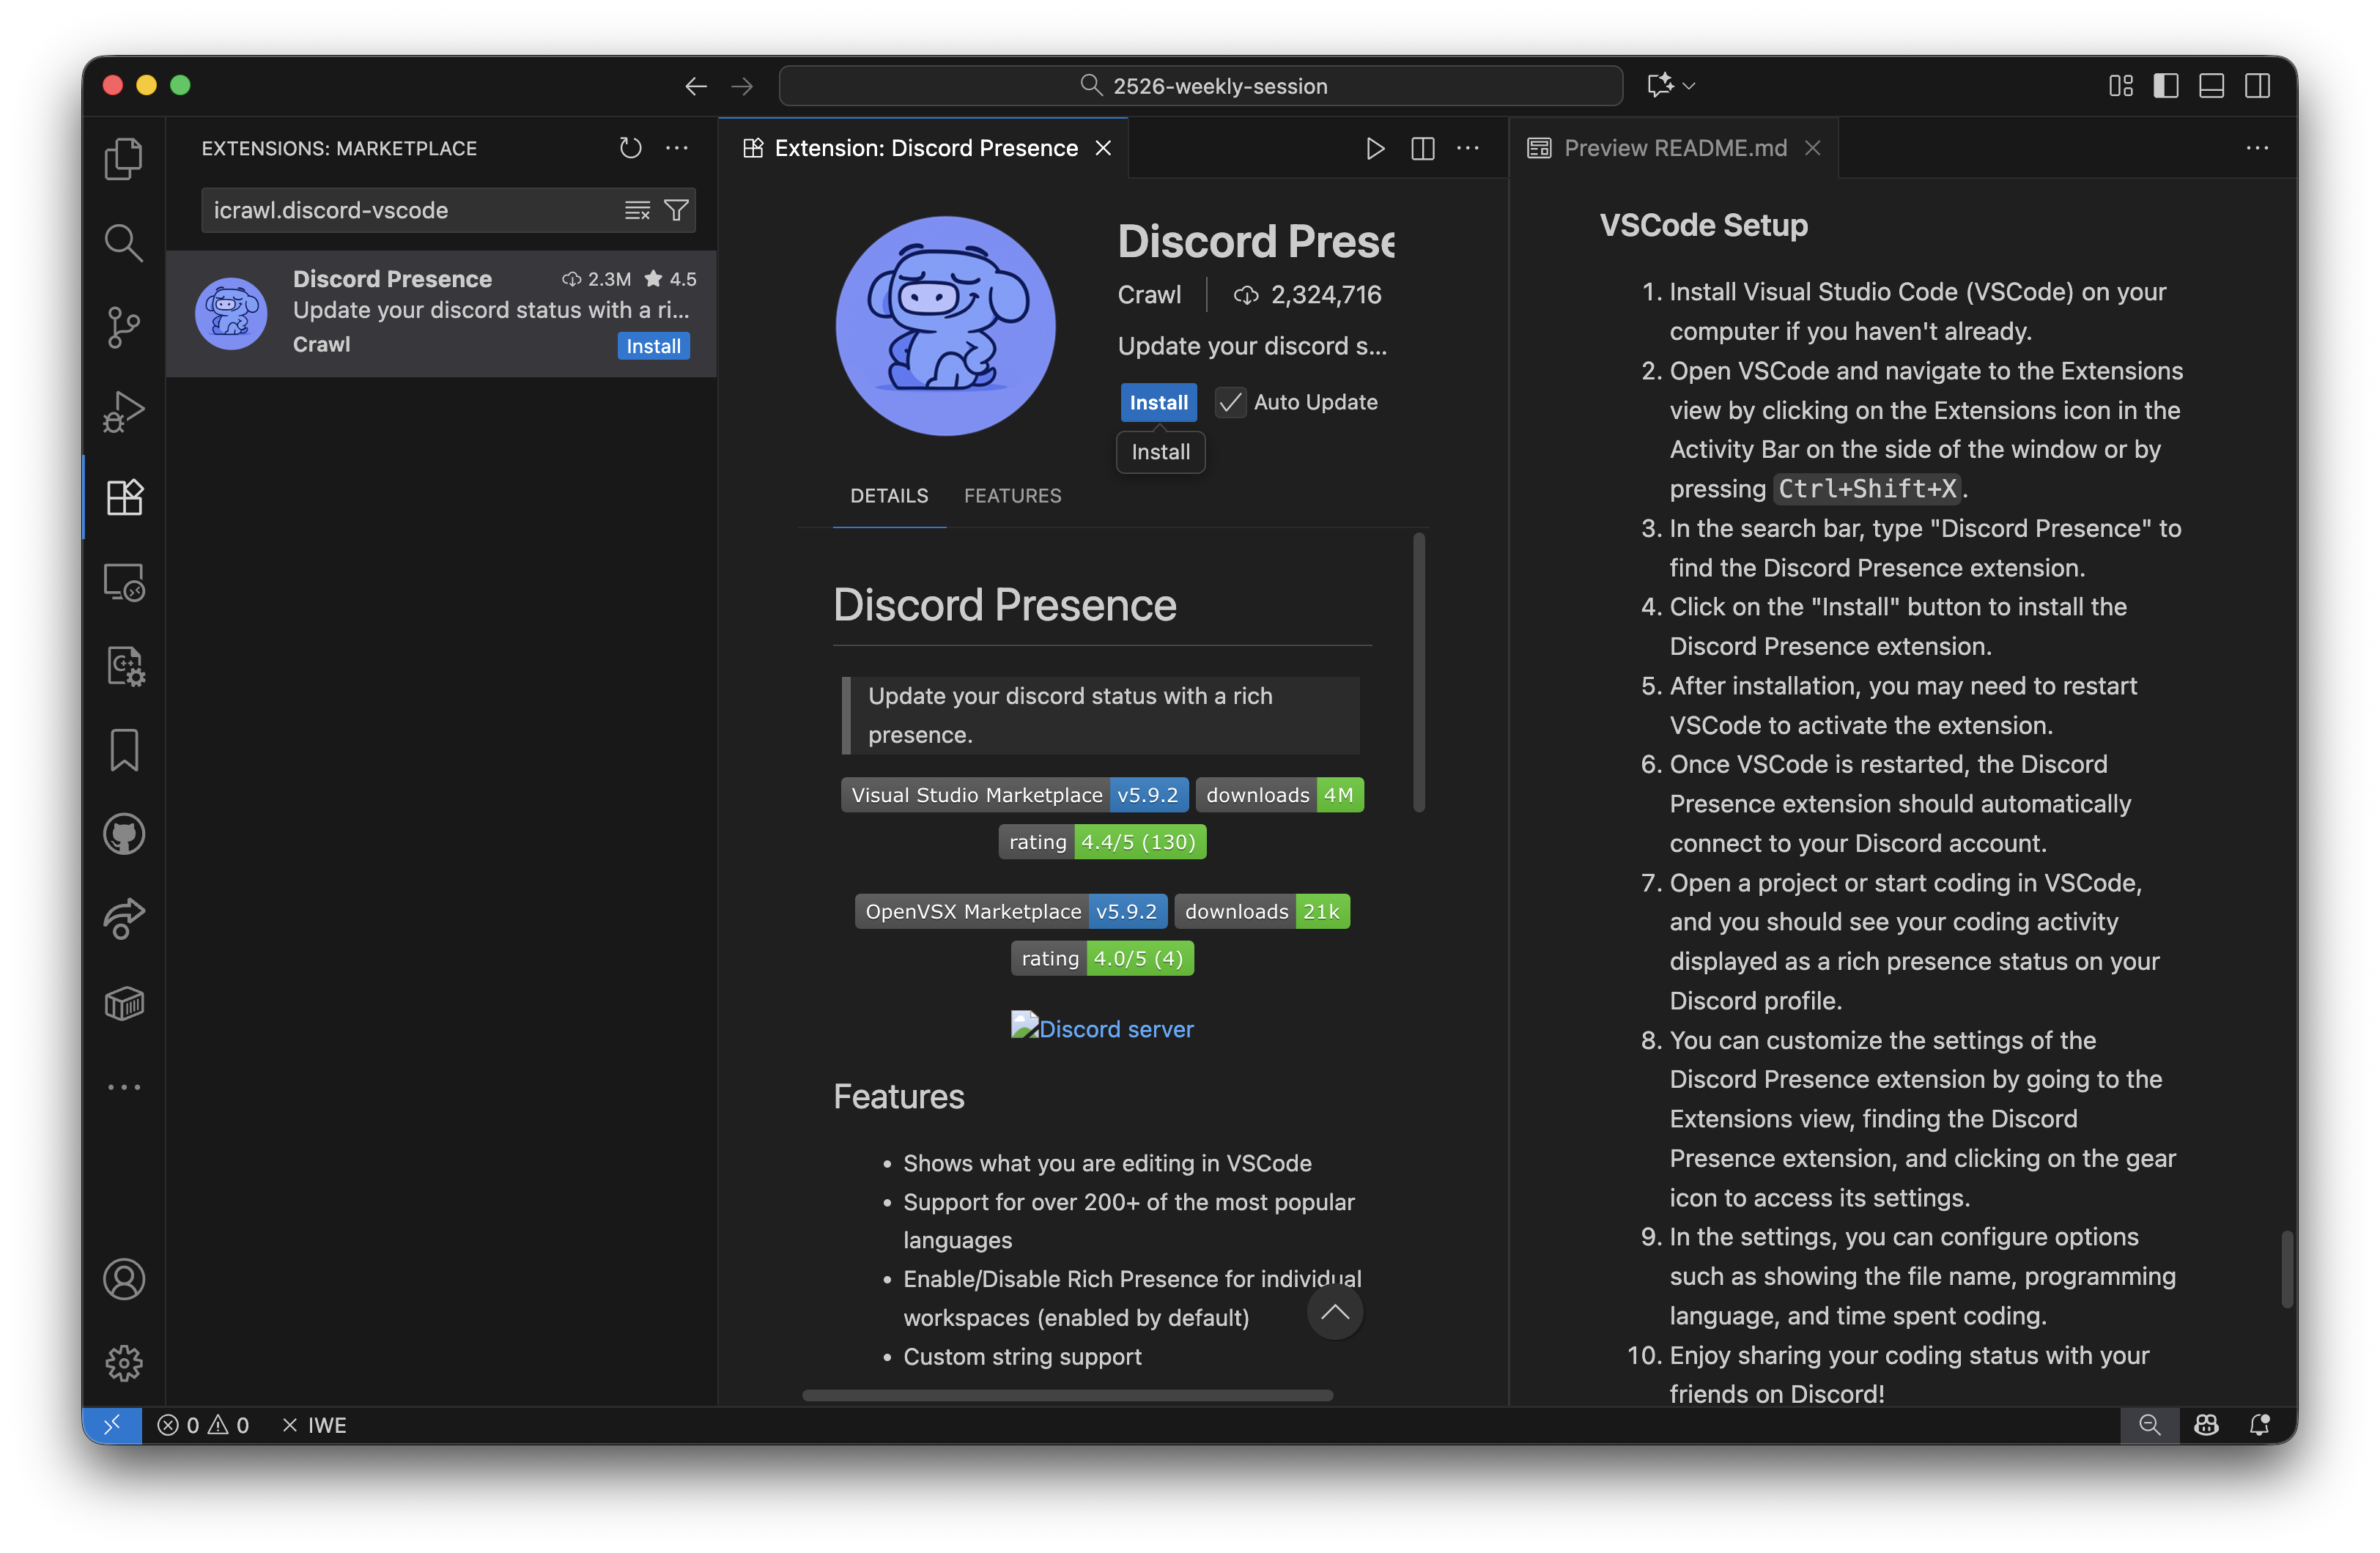 2526-weekly-session
EXTENSIONS: MARKETPLACE
icrawl.discord-vscode
Discord Presence 2.3M 4.5
Update your discord status with a ri...
Crawl Install
Extension: Discord Presence
Discord Prese
Crawl 2,324,716
Update your discord s...
Install Auto Update
Install
DETAILS FEATURES
Discord Presence
Update your discord status with a rich
presence.
Visual Studio Marketplace v5.9.2 downloads 4M
rating 4.4/5 (130)
OpenVSX Marketplace v5.9.2 downloads 21k
rating 4.0/5 (4)
Discord server
Features
• Shows what you are editing in VSCode
• Support for over 200+ of the most popular
languages
• Enable/Disable Rich Presence for individual
workspaces (enabled by default)
• Custom string support
Preview README.md
VSCode Setup
1. Install Visual Studio Code (VSCode) on your
computer if you haven't already.
2. Open VSCode and navigate to the Extensions
view by clicking on the Extensions icon in the
Activity Bar on the side of the window or by
pressing Ctrl+Shift+X.
3. In the search bar, type "Discord Presence" to
find the Discord Presence extension.
4. Click on the "Install" button to install the
Discord Presence extension.
5. After installation, you may need to restart
VSCode to activate the extension.
6. Once VSCode is restarted, the Discord
Presence extension should automatically
connect to your Discord account.
7. Open a project or start coding in VSCode,
and you should see your coding activity
displayed as a rich presence status on your
Discord profile.
8. You can customize the settings of the
Discord Presence extension by going to the
Extensions view, finding the Discord
Presence extension, and clicking on the gear
icon to access its settings.
9. In the settings, you can configure options
such as showing the file name, programming
language, and time spent coding.
10. Enjoy sharing your coding status with your
friends on Discord!
0 0 IWE